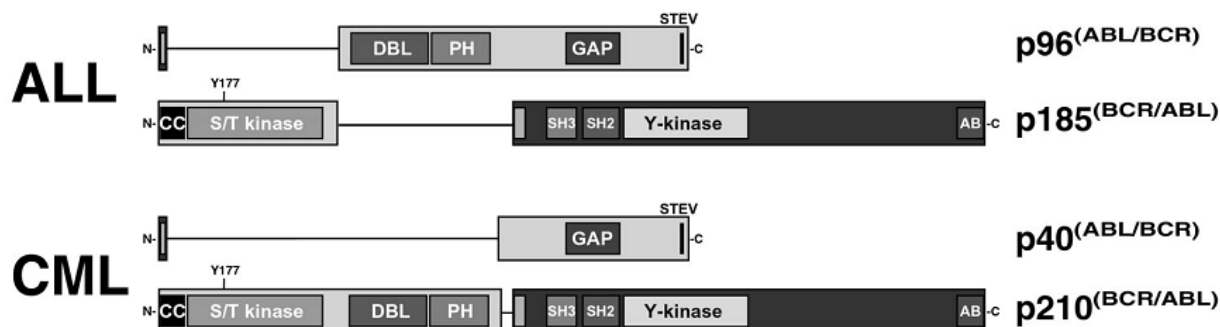 STEV
N- DBL PH GAP -C p96(ABL/BCR)
ALL
Y177
N- CC S/T kinase SH3 SH2 Y-kinase AB -C p185(BCR/ABL)
STEV
N- GAP -C p40(ABL/BCR)
CML
Y177
N- CC S/T kinase DBL PH SH3 SH2 Y-kinase AB -C p210(BCR/ABL)